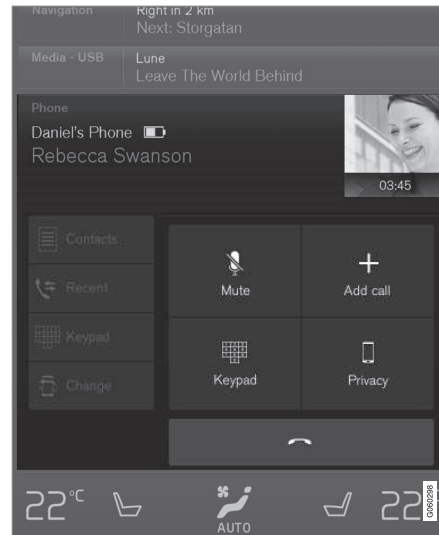 Navigation
Right in 2 km
Next: Storgatan
Media - USB
Lune
Leave The World Behind
Phone
Daniel's Phone
Rebecca Swanson
03:45
Contacts
Recent
Keypad
Change
Mute
Add call
Keypad
Privacy
22°C
AUTO
22
G060298